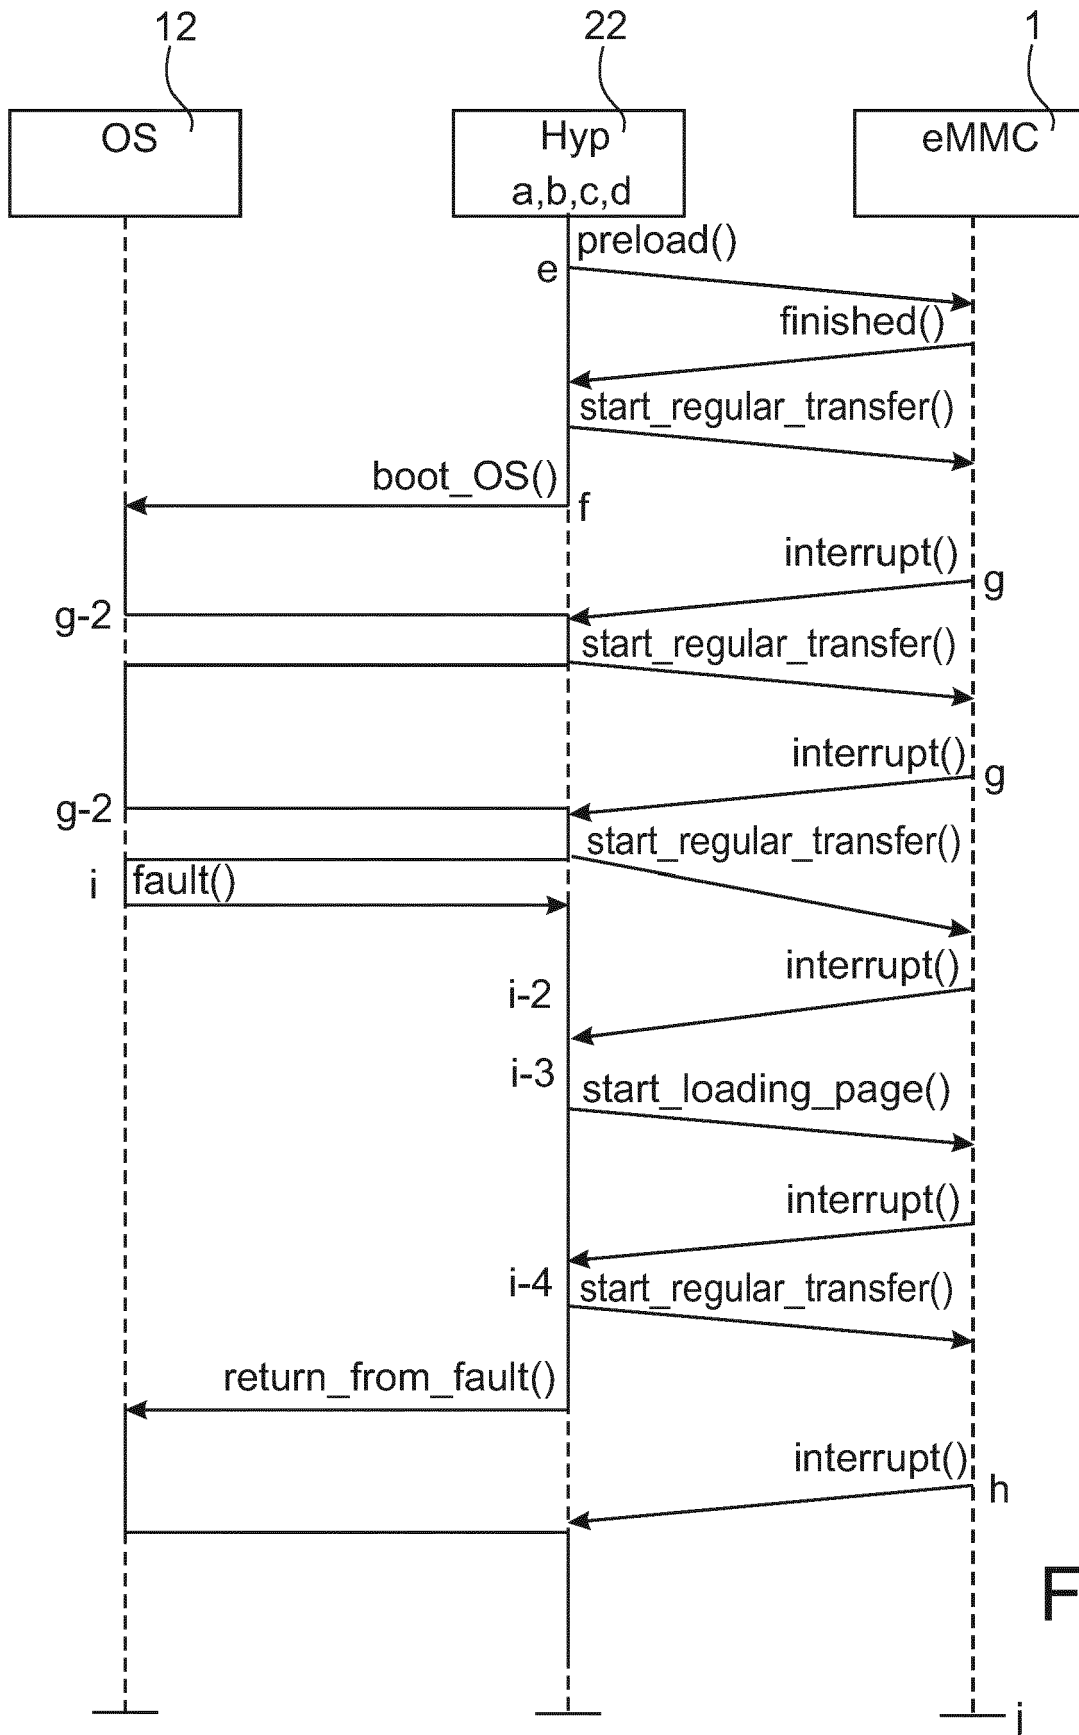 12 22 1
OS Hyp eMMC
a,b,c,d
preload()
e
finished()
start_regular_transfer()
boot_OS()
f
interrupt()
g
g-2
start_regular_transfer()
interrupt()
g
g-2
start_regular_transfer()
i fault()
interrupt()
i-2
i-3
start_loading_page()
interrupt()
i-4 start_regular_transfer()
return_from_fault()
interrupt()
h
F
j